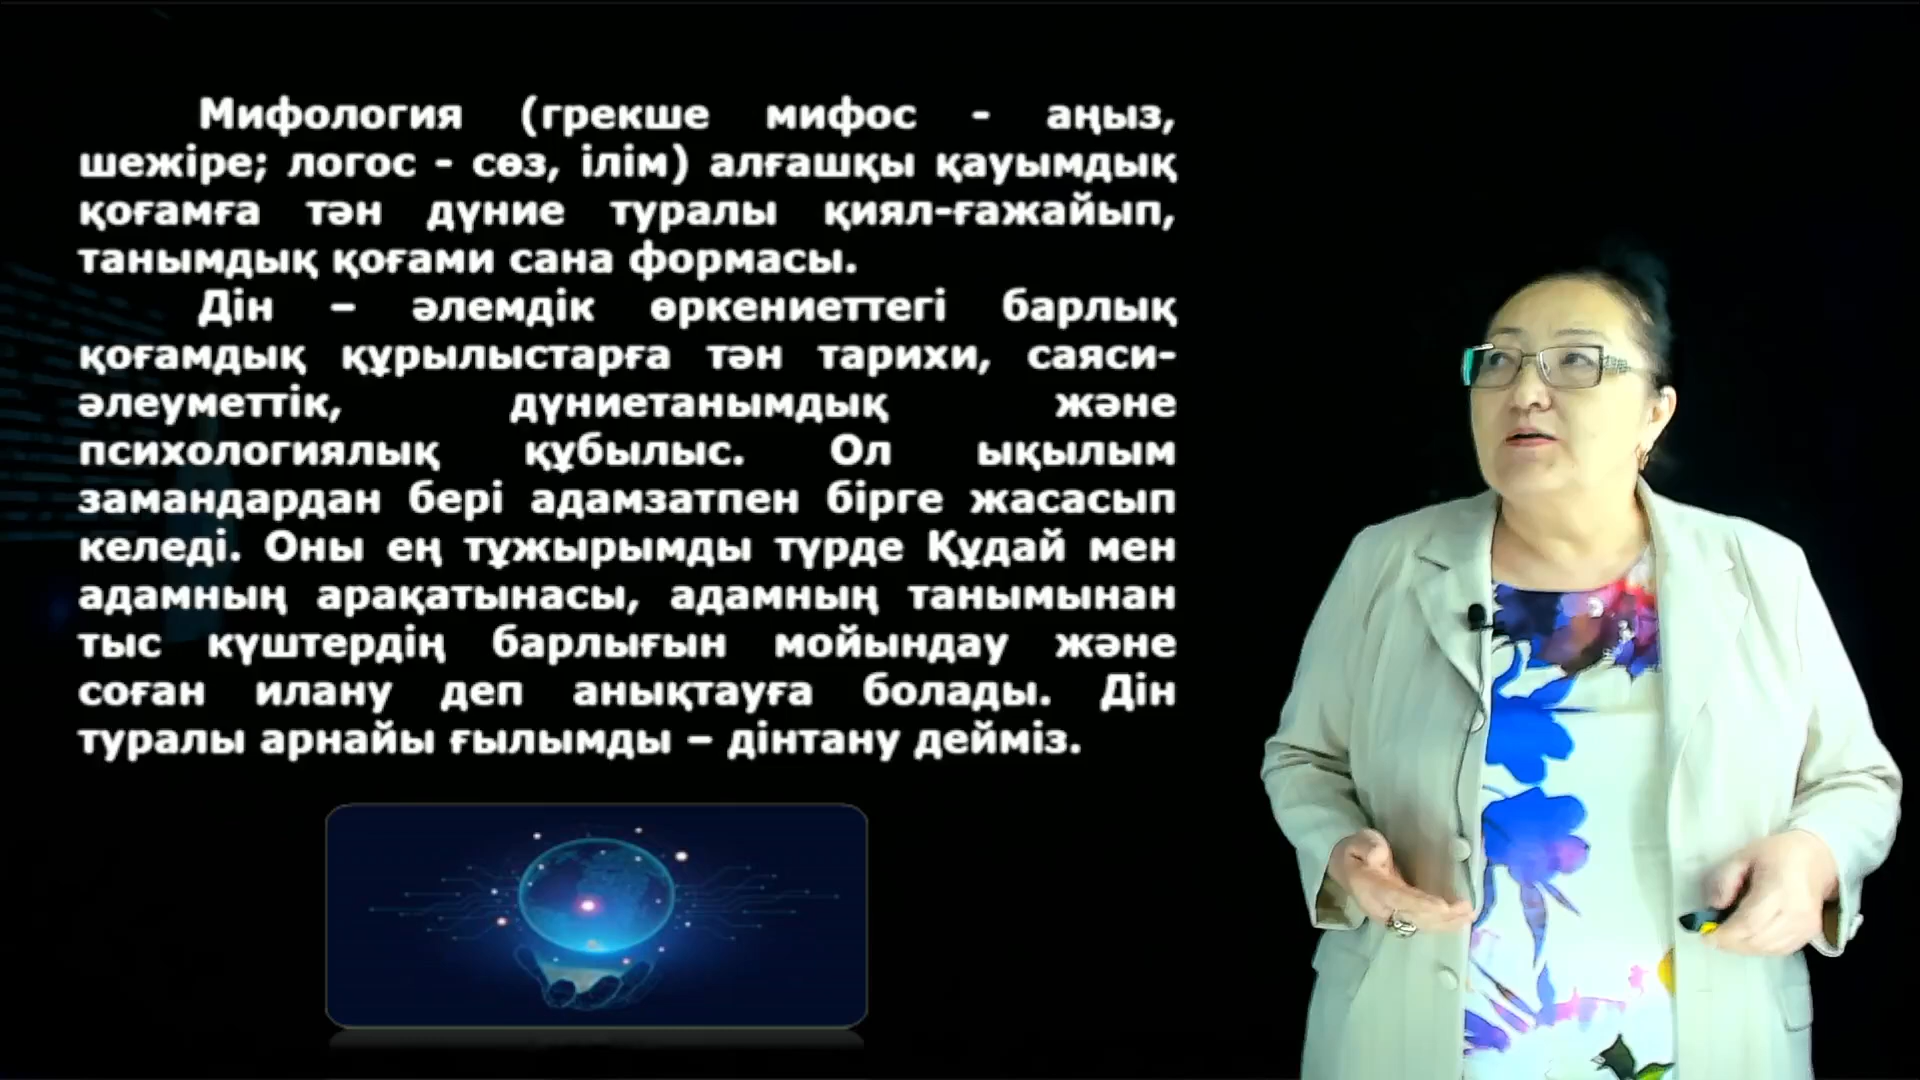 Мифология (грекше мифос - аңыз,
шежіре; логос - сөз, ілім) алғашқы қауымдық
қоғамға тән дүние туралы қиял-ғажайып,
танымдық қоғами сана формасы.
Дін – әлемдік өркениеттегі барлық
қоғамдық құрылыстарға тән тарихи, саяси-
әлеуметтік, дүниетанымдық және
психологиялық құбылыс. Ол ықылым
замандардан бері адамзатпен бірге жасасып
келеді. Оны ең тұжырымды түрде Құдай мен
адамның арақатынасы, адамның танымынан
тыс күштердің барлығын мойындау және
соған илану деп анықтауға болады. Дін
туралы арнайы ғылымды – дінтану дейміз.